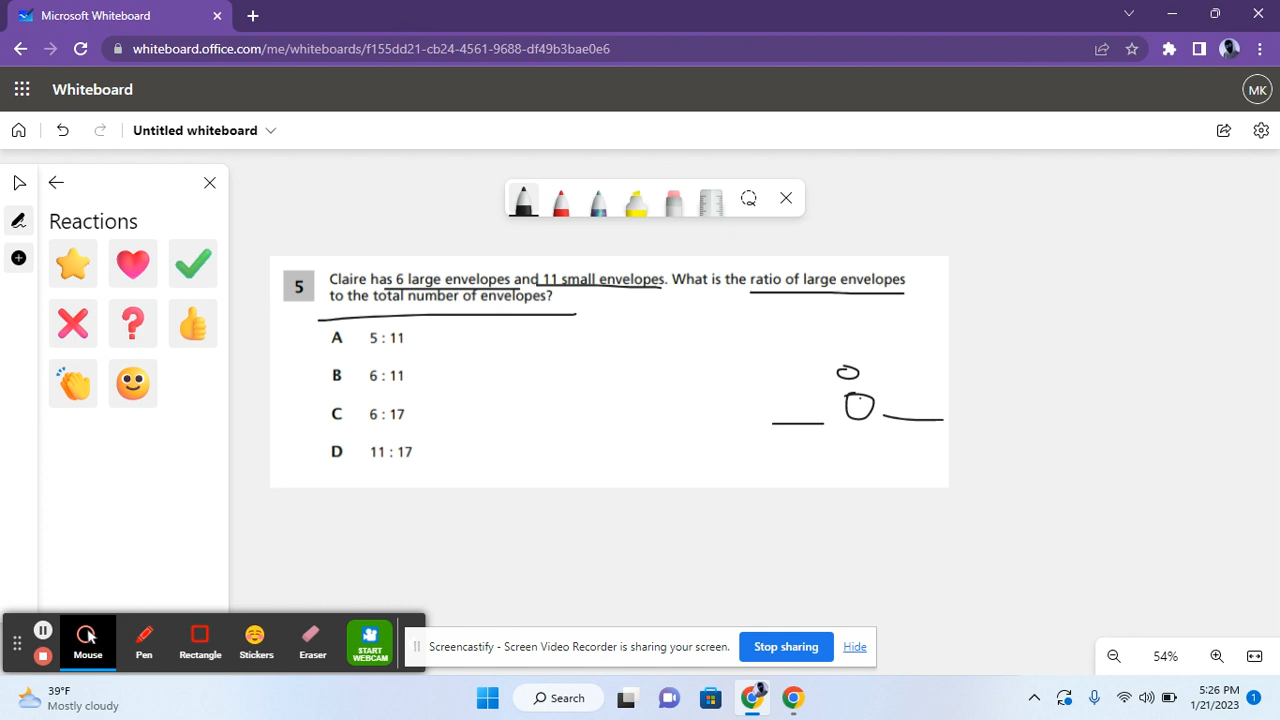 Microsoft Whiteboard
whiteboard.office.com/me/whiteboards/f155dd21-cb24-4561-9688-df49b3bae0e6
Whiteboard
MK
Untitled whiteboard
Reactions
5
Claire has 6 large envelopes and 11 small envelopes. What is the ratio of large envelopes
to the total number of envelopes?
A 5 : 11
B 6 : 11
C 6 : 17
D 11 : 17
Mouse
Pen
Rectangle
Stickers
Eraser
START
WEBCAM
Screencastify - Screen Video Recorder is sharing your screen.
Stop sharing
Hide
54%
39°F
Mostly cloudy
Search
5:26 PM
1/21/2023
1